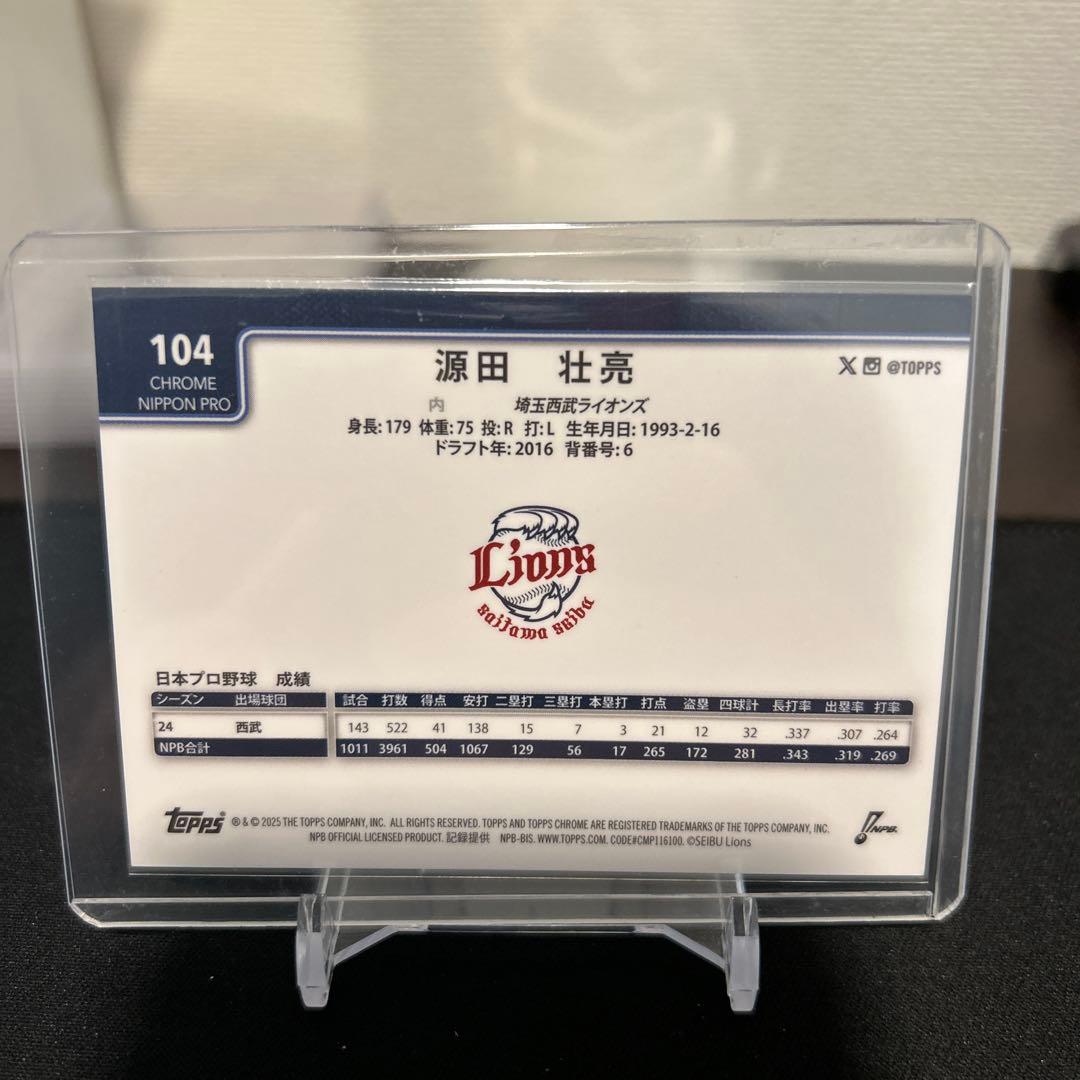 104
CHROME
NIPPON PRO
源田　壮亮
X @TOPPS
内　埼玉西武ライオンズ
身長: 179 体重: 75 投: R 打: L 生年月日: 1993-2-16
ドラフト年: 2016 背番号: 6
Lions
saitama seibu
日本プロ野球　成績
シーズン 出場球団 試合 打数 得点 安打 二塁打 三塁打 本塁打 打点 盗塁 四球計 長打率 出塁率 打率
24 西武 143 522 41 138 15 7 3 21 12 32 .337 .307 .264
NPB合計 1011 3961 504 1067 129 56 17 265 172 281 .343 .319 .269
Topps ® & © 2025 THE TOPPS COMPANY, INC. ALL RIGHTS RESERVED. TOPPS AND TOPPS CHROME ARE REGISTERED TRADEMARKS OF THE TOPPS COMPANY, INC.
NPB OFFICIAL LICENSED PRODUCT. 記録提供 NPB-BIS. WWW.TOPPS.COM. CODE#CMP116100. ©SEIBU Lions
NPB